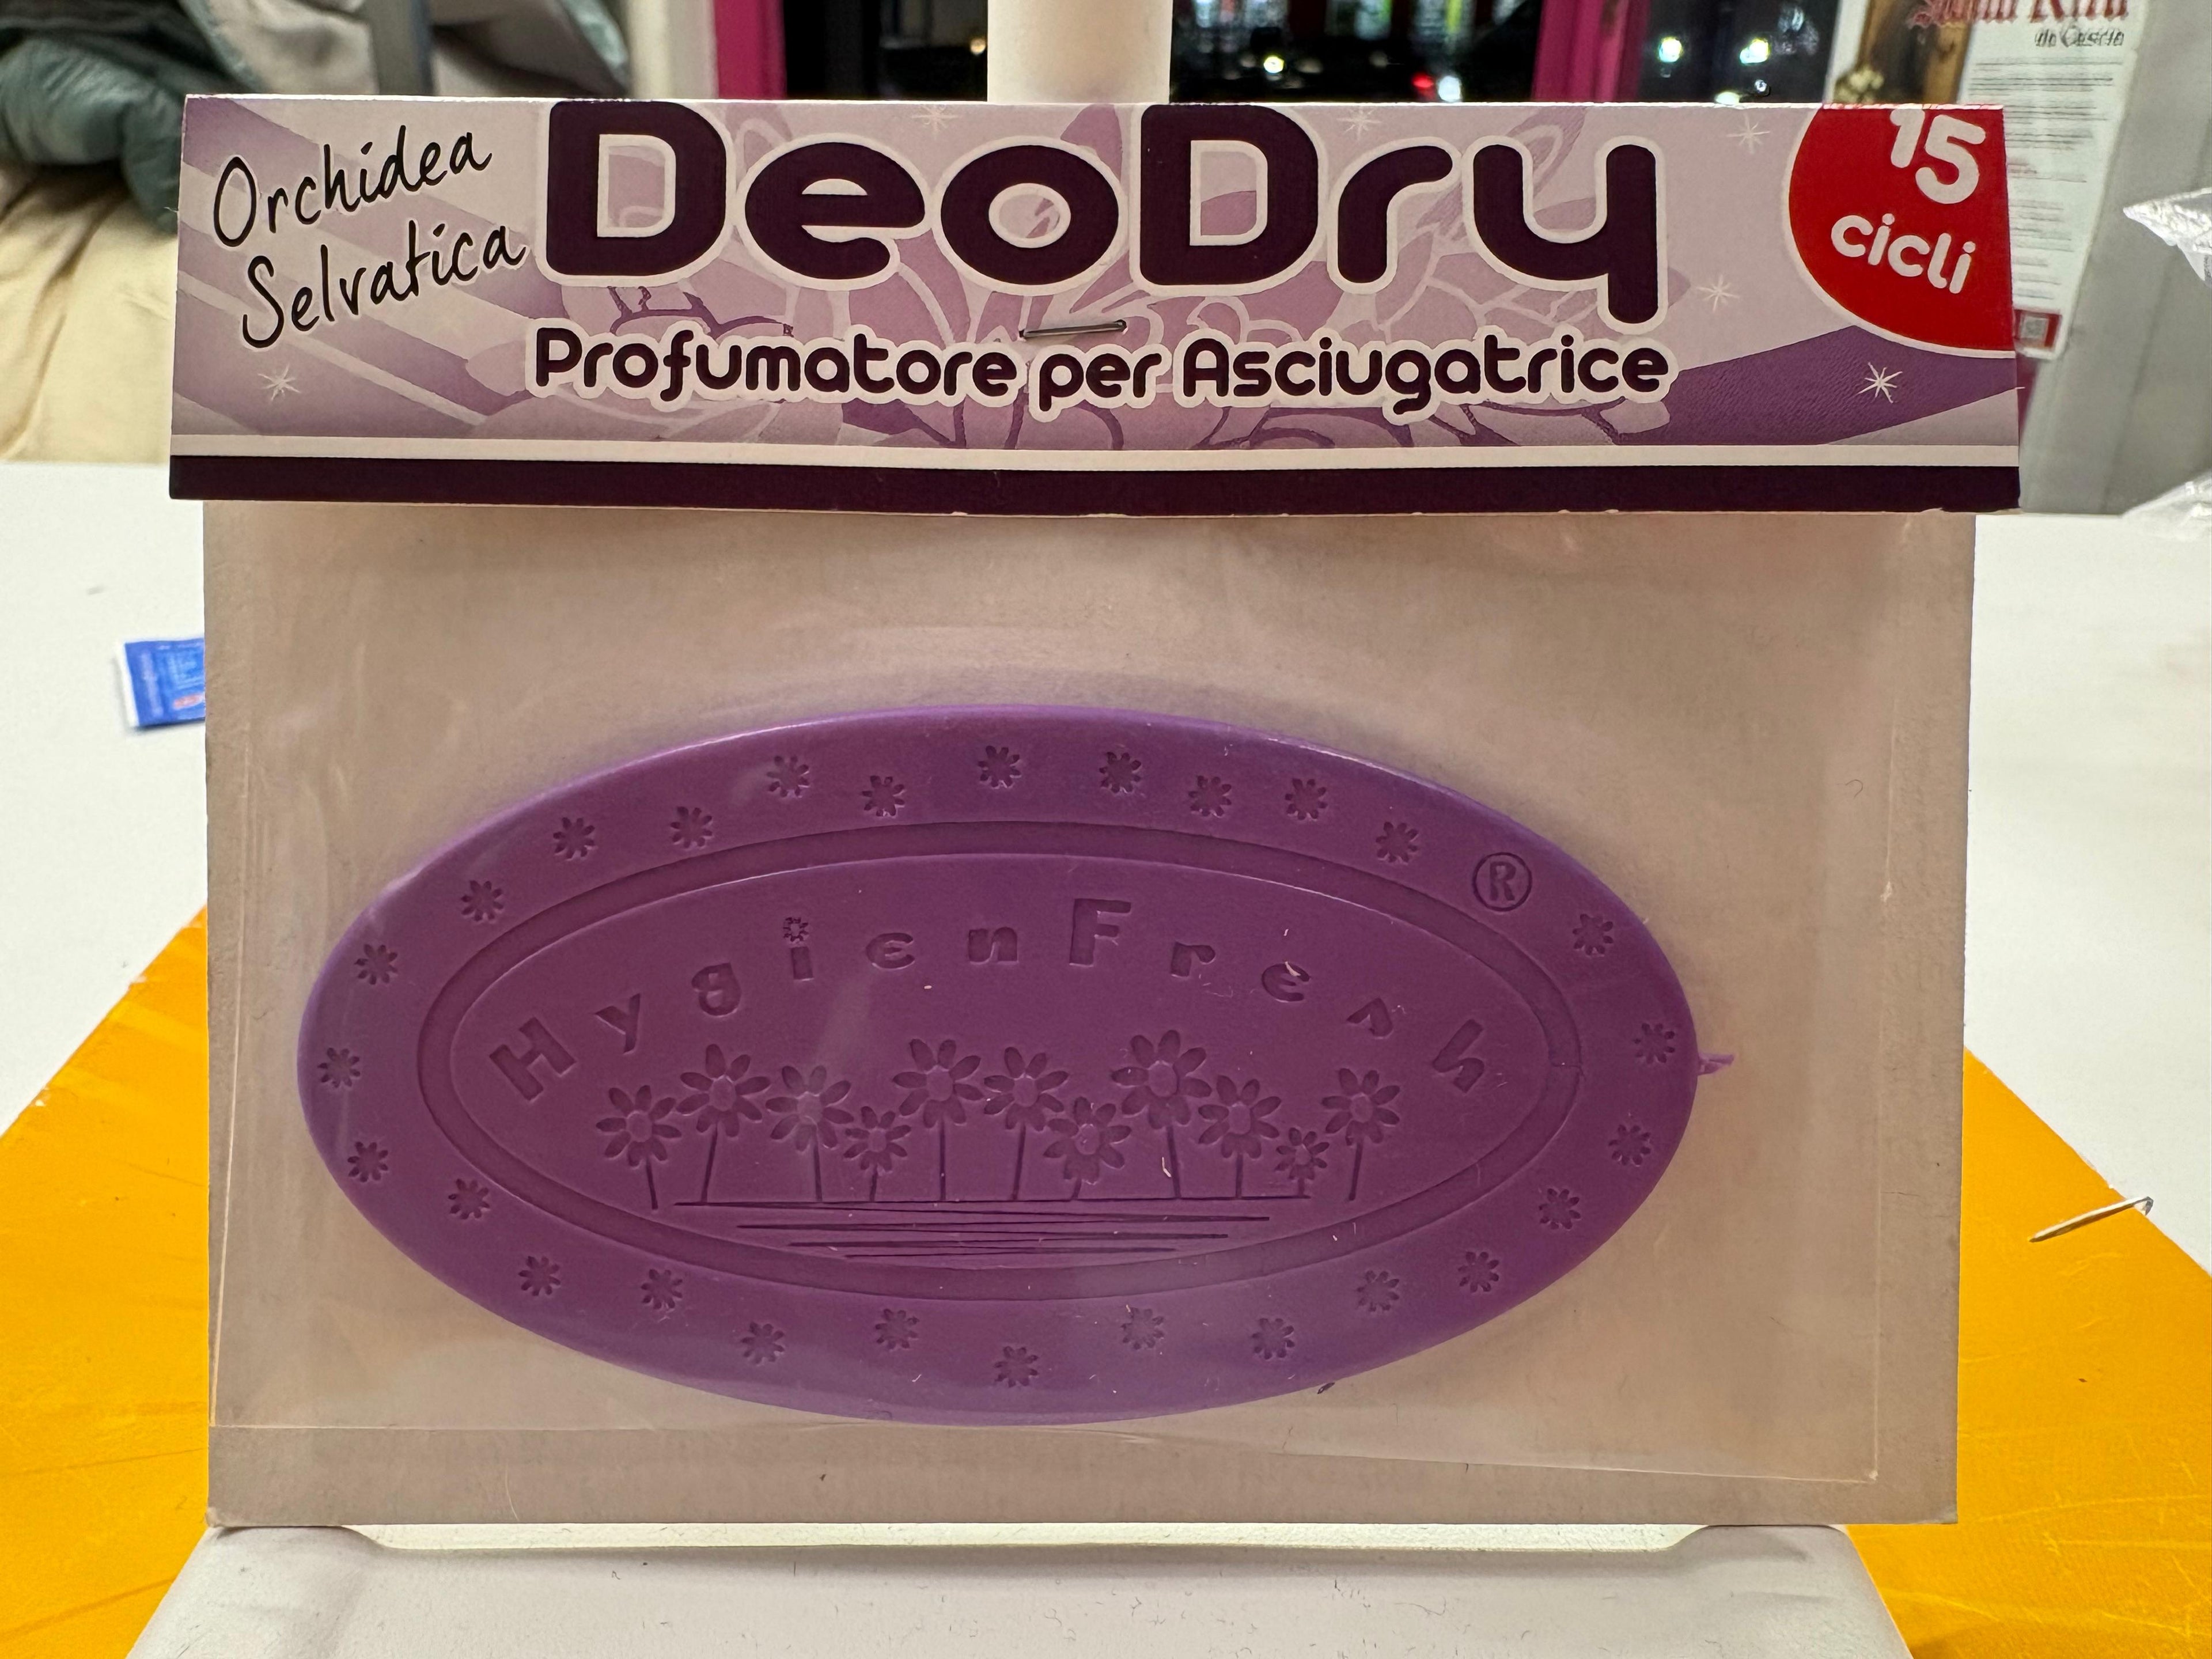 Orchidea
Selvatica
DeoDry
Profumatore per Asciugatrice
15
cicli
HygienFresh
®